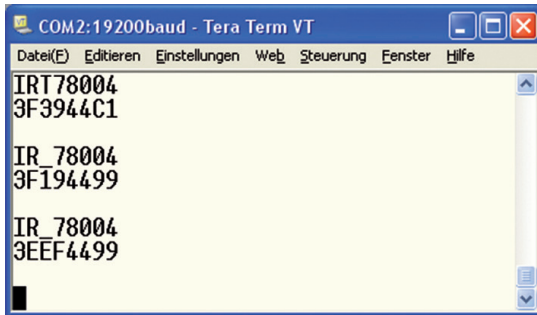 COM2:19200baud - Tera Term VT
Datei(F) Editieren Einstellungen Web Steuerung Fenster Hilfe
IRT78004
3F3944C1
IR_78004
3F194499
IR_78004
3EEF4499